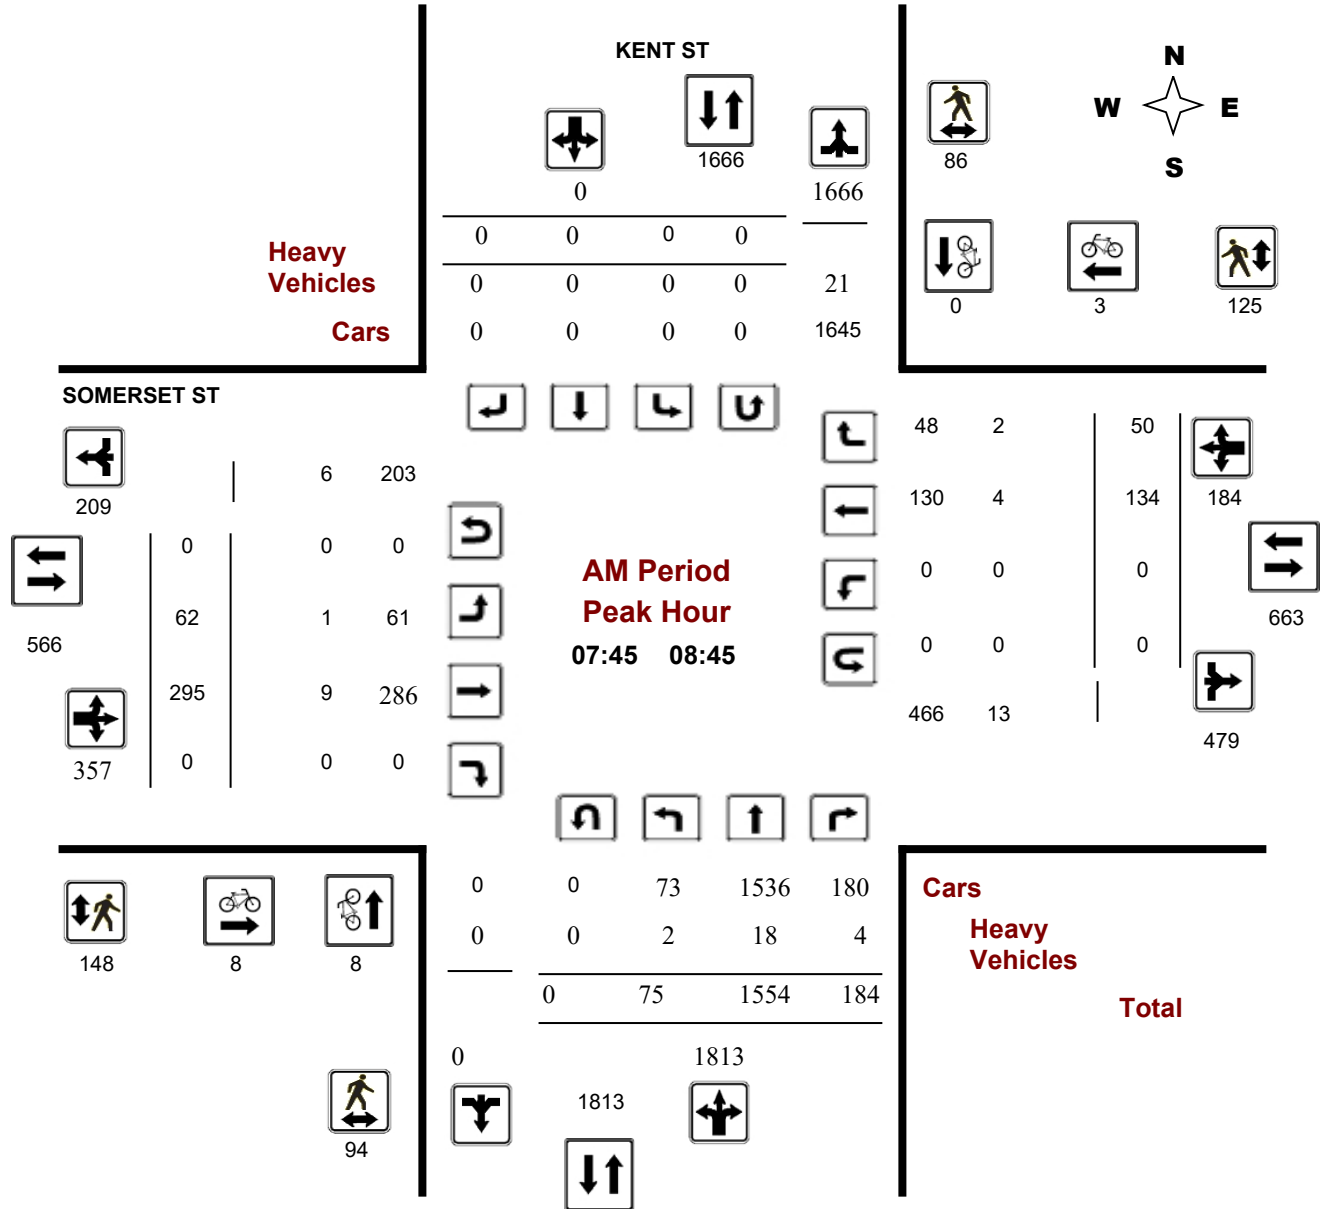 KENT ST
N
W E
S
1666
86
0 1666
0 0 0 0
Heavy
Vehicles
0 0 0 0 21
Cars
0 0 0 0 1645
0 3 125
SOMERSET ST
48 2 50
6 203
209
130 4 134 184
0 0 0
0 0 0
AM Period
Peak Hour
663
62 1 61
566
07:45 08:45
0 0 0
295 9 286
466 13
479
357 0 0 0
0 0 73 1536 180
Cars
0 0 2 18 4
Heavy
Vehicles
148 8 8
0 75 1554 184
Total
0 1813
1813
94